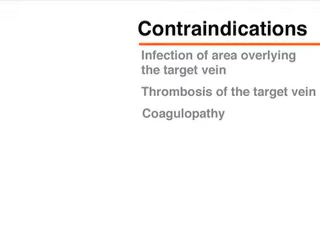 Contraindications
Infection of area overlying
the target vein
Thrombosis of the target vein
Coagulopathy